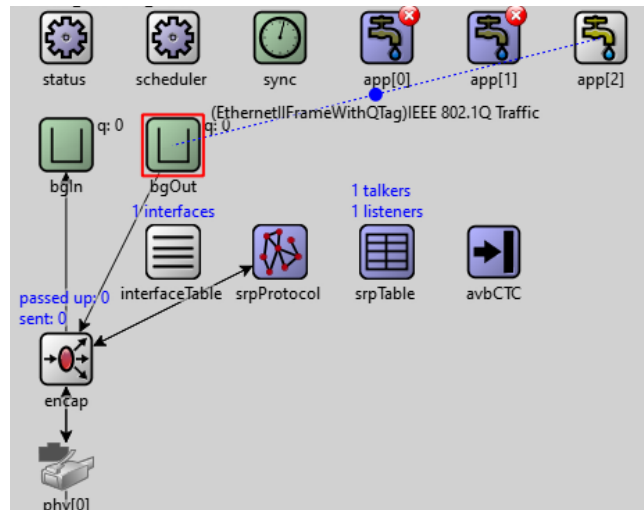 status
scheduler
sync
app[0]
app[1]
app[2]
(EthernetIIFrameWithQTag)IEEE 802.1Q Traffic
q: 0
q: 0
bgIn
bgOut
1 interfaces
1 talkers
1 listeners
interfaceTable
srpProtocol
srpTable
avbCTC
passed up: 0
sent: 0
encap
phy[0]